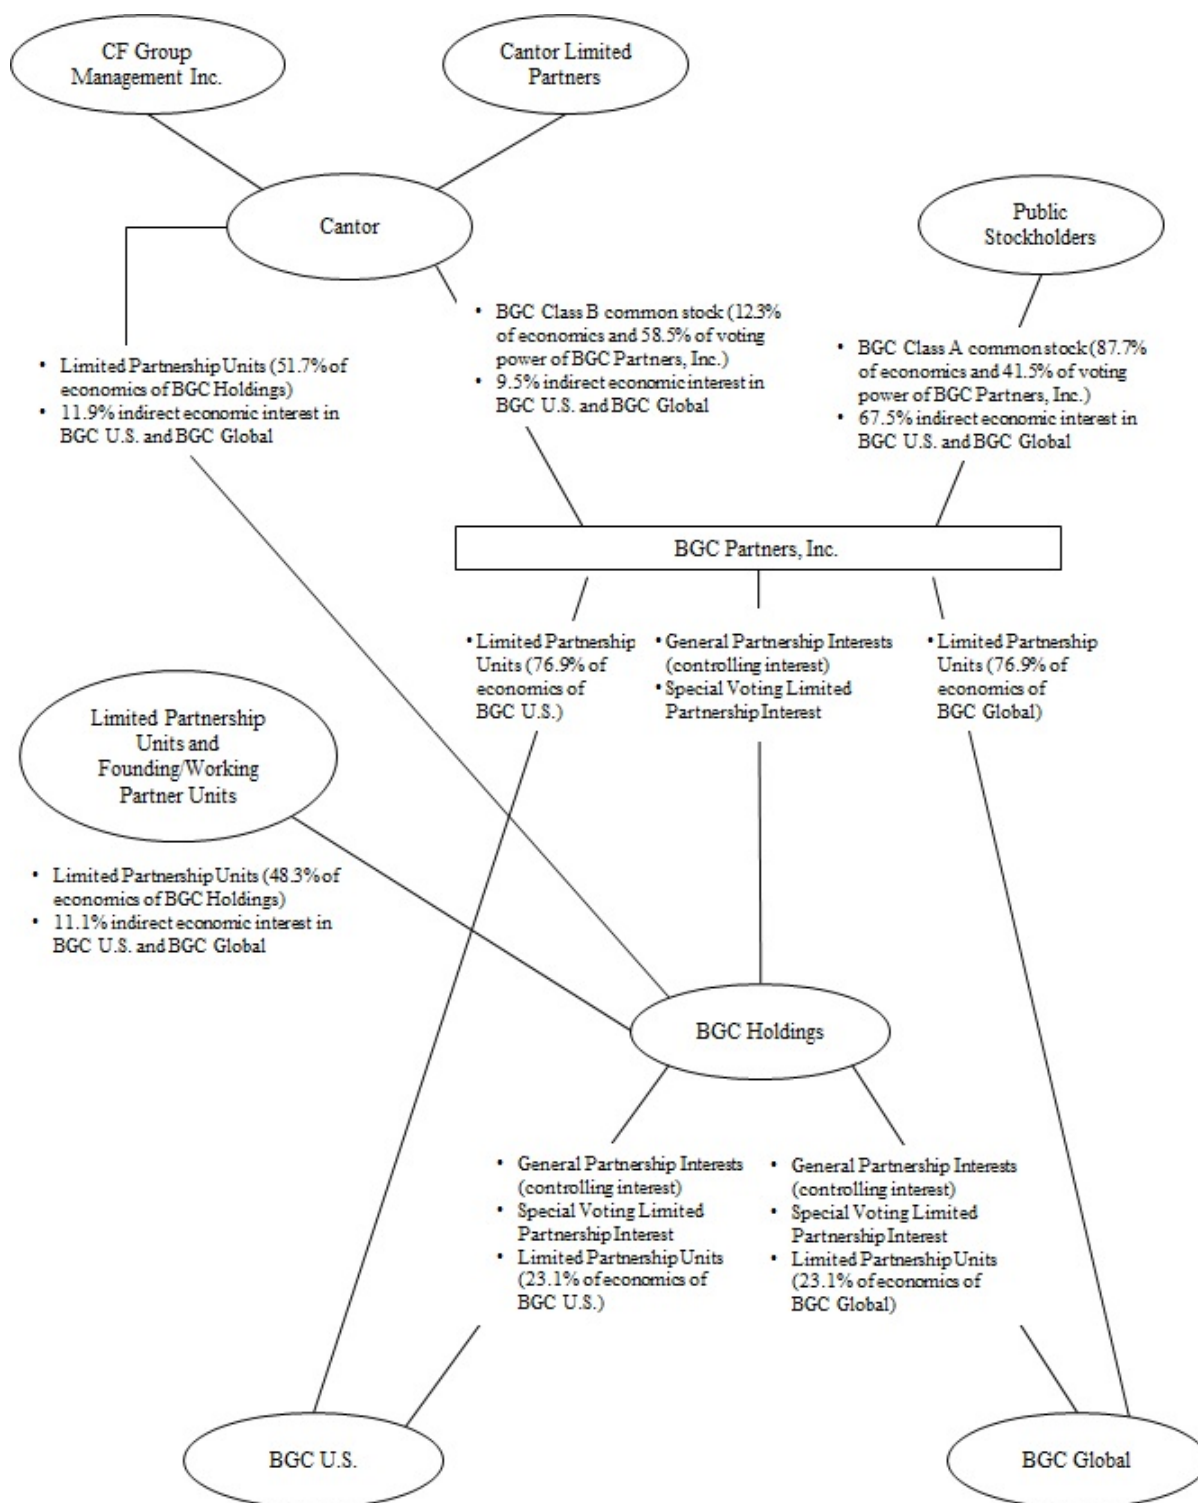 CF Group
Management Inc.
Cantor Limited
Partners
Cantor
Public
Stockholders
• Limited Partnership Units (51.7% of
economics of BGC Holdings)
• 11.9% indirect economic interest in
BGC U.S. and BGC Global
• BGC Class B common stock (12.3%
of economics and 58.5% of voting
power of BGC Partners, Inc.)
• 9.5% indirect economic interest in
BGC U.S. and BGC Global
• BGC Class A common stock (87.7%
of economics and 41.5% of voting
power of BGC Partners, Inc.)
• 67.5% indirect economic interest in
BGC U.S. and BGC Global
BGC Partners, Inc.
• Limited Partnership
Units (76.9% of
economics of
BGC U.S.)
• General Partnership Interests
(controlling interest)
• Special Voting Limited
Partnership Interest
• Limited Partnership
Units (76.9% of
economics of
BGC Global)
Limited Partnership
Units and
Founding/Working
Partner Units
• Limited Partnership Units (48.3% of
economics of BGC Holdings)
• 11.1% indirect economic interest in
BGC U.S. and BGC Global
BGC Holdings
• General Partnership Interests
(controlling interest)
• Special Voting Limited
Partnership Interest
• Limited Partnership Units
(23.1% of economics of
BGC U.S.)
• General Partnership Interests
(controlling interest)
• Special Voting Limited
Partnership Interest
• Limited Partnership Units
(23.1% of economics of
BGC Global)
BGC U.S.
BGC Global